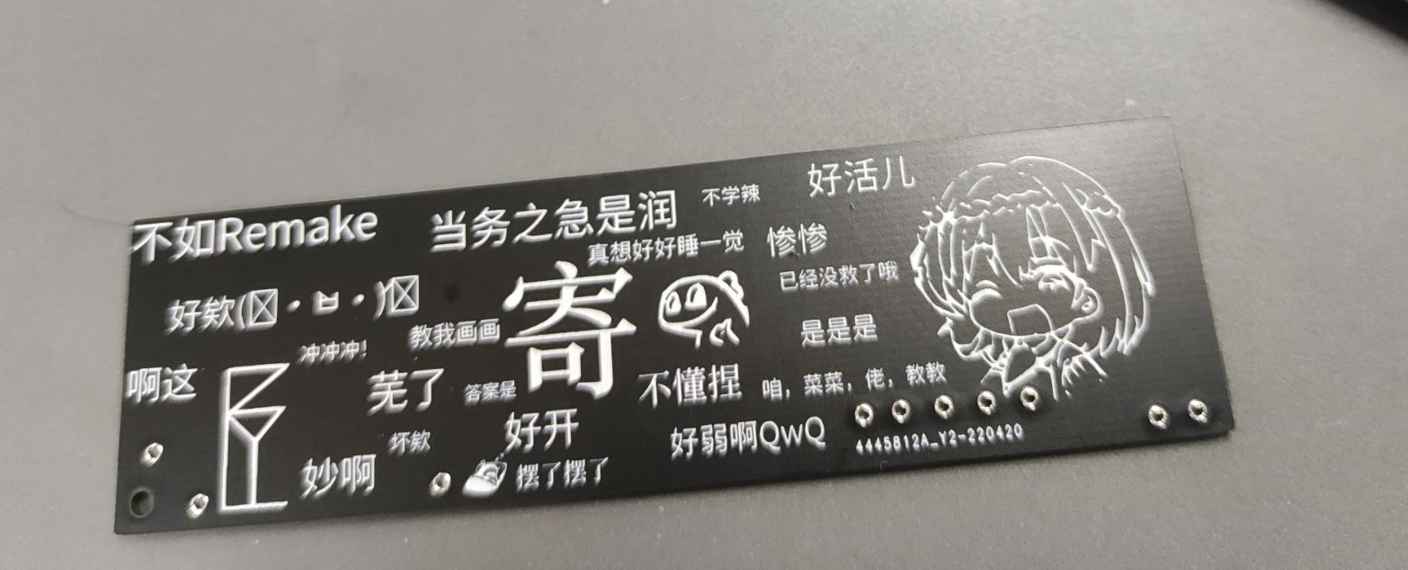 不如Remake
当务之急是润
不学辣
好活儿
真想好好睡一觉
惨惨
已经没救了哦
好欸(☒・ㅂ・)☒
冲冲冲!
教我画画
寄
是是是
啊这
芜了
答案是
不懂捏
咱，菜菜，佬，教教
坏欸
好开
好弱啊QwQ
4445812A_Y2-220420
妙啊
摆了摆了